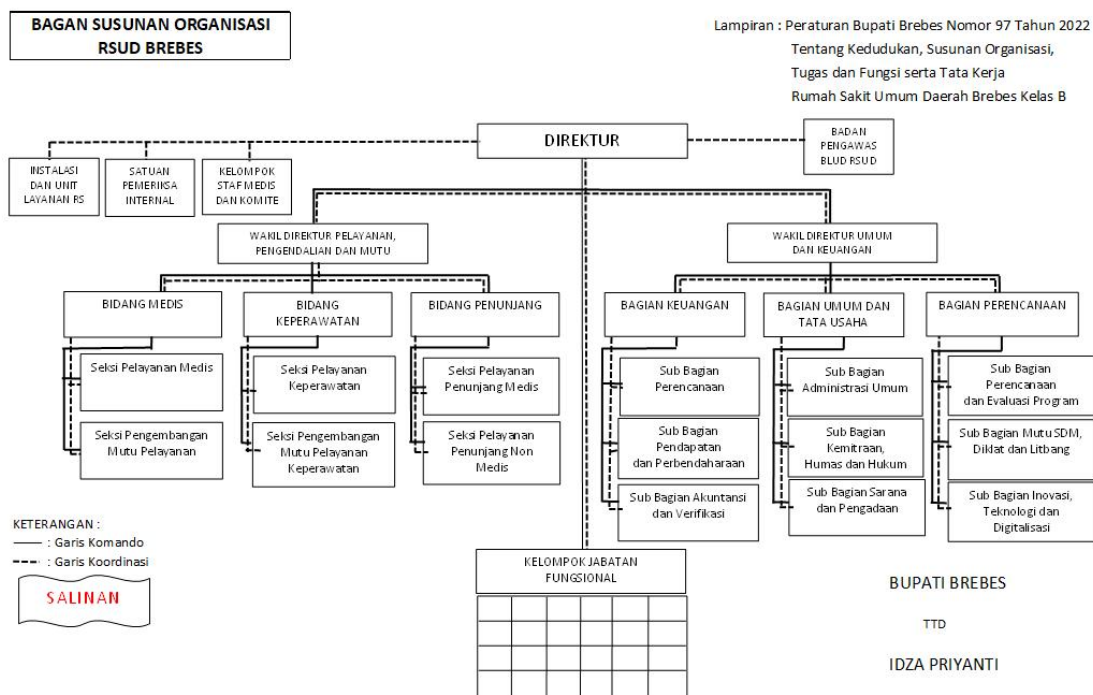 BAGAN SUSUNAN ORGANISASI
RSUD BREBES
Lampiran : Peraturan Bupati Brebes Nomor 97 Tahun 2022
Tentang Kedudukan, Susunan Organisasi,
Tugas dan Fungsi serta Tata Kerja
Rumah Sakit Umum Daerah Brebes Kelas B
DIREKTUR
BADAN
PENGAWAS
BLUD RSUD
INSTALASI
DAN UNIT
LAYANAN RS
SATUAN
PEMERIKSA
INTERNAL
KELOMPOK
STAF MEDIS
DAN KOMITE
WAKIL DIREKTUR PELAYANAN,
PENGENDALIAN DAN MUTU
WAKIL DIREKTUR UMUM
DAN KEUANGAN
BIDANG MEDIS
BIDANG
KEPERAWATAN
BIDANG PENUNJANG
BAGIAN KEUANGAN
BAGIAN UMUM DAN
TATA USAHA
BAGIAN PERENCANAAN
Seksi Pelayanan Medis
Seksi Pelayanan
Keperawatan
Seksi Pelayanan
Penunjang Medis
Sub Bagian
Perencanaan
Sub Bagian
Administrasi Umum
Sub Bagian
Perencanaan
dan Evaluasi Program
Seksi Pengembangan
Mutu Pelayanan
Seksi Pengembangan
Mutu Pelayanan
Keperawatan
Seksi Pelayanan
Penunjang Non
Medis
Sub Bagian
Pendapatan
dan Perbendaharaan
Sub Bagian
Kemitraan,
Humas dan Hukum
Sub Bagian Mutu SDM,
Diklat dan Litbang
Sub Bagian Akuntansi
dan Verifikasi
Sub Bagian Sarana
dan Pengadaan
Sub Bagian Inovasi,
Teknologi dan
Digitalisasi
KETERANGAN :
: Garis Komando
: Garis Koordinasi
SALINAN
KELOMPOK JABATAN
FUNGSIONAL
BUPATI BREBES
TTD
IDZA PRIYANTI